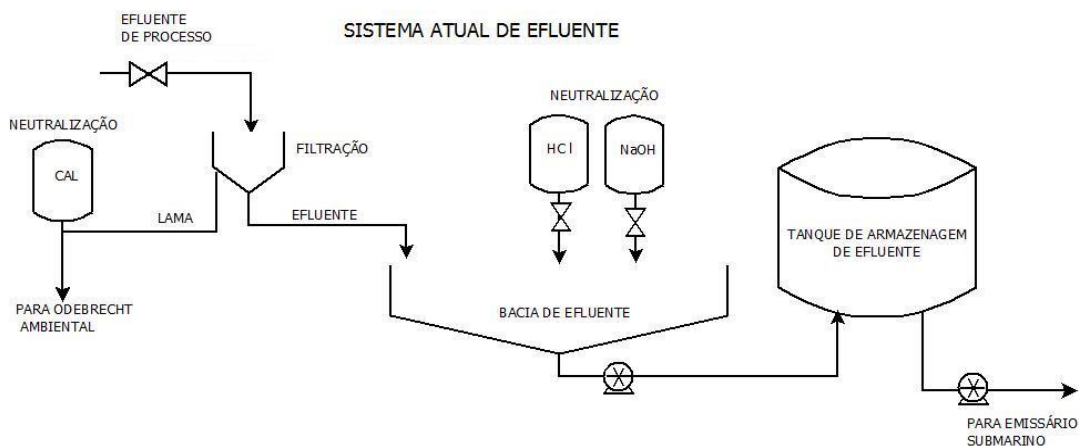 EFLUENTE
DE PROCESSO
SISTEMA ATUAL DE EFLUENTE
NEUTRALIZAÇÃO
NEUTRALIZAÇÃO
FILTRAÇÃO
HCl
NaOH
CAL
LAMA
EFLUENTE
TANQUE DE ARMAZENAGEM
DE EFLUENTE
PARA ODEBRECHT
AMBIENTAL
BACIA DE EFLUENTE
PARA EMISSÁRIO
SUBMARINO